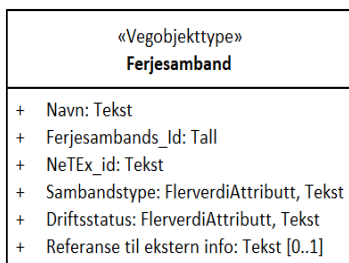 «Vegobjekttype»
Ferjesamband
+ Navn: Tekst
+ Ferjesambands_Id: Tall
+ NeTEx_id: Tekst
+ Sambandstype: FlerverdiAttributt, Tekst
+ Driftsstatus: FlerverdiAttributt, Tekst
+ Referanse til ekstern info: Tekst [0..1]